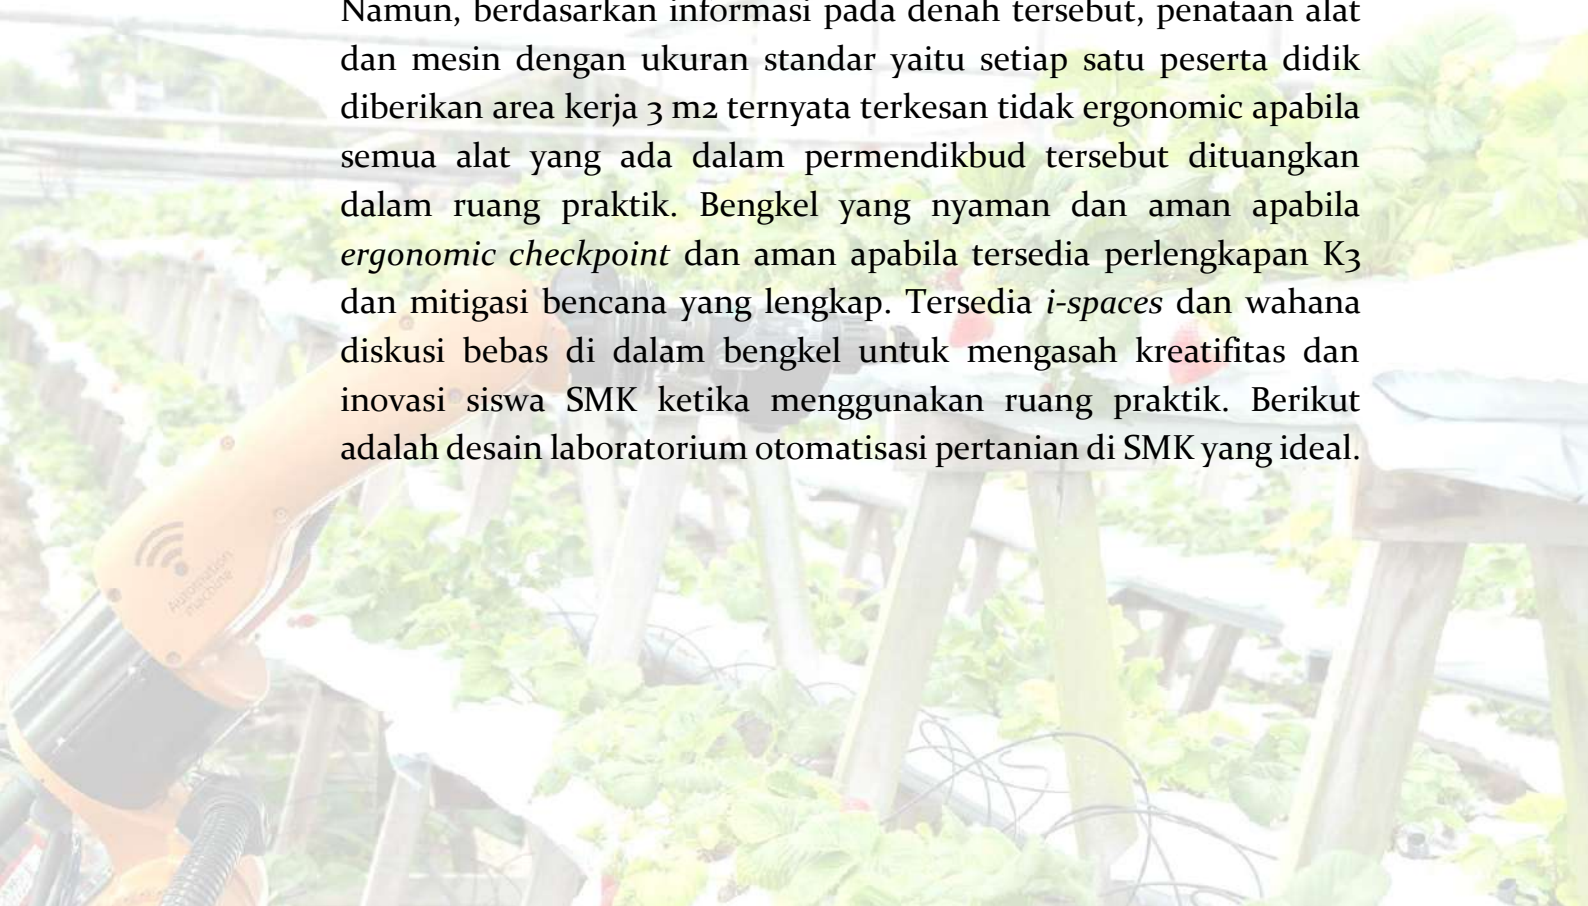 Namun, berdasarkan informasi pada denah tersebut, penataan alat
dan mesin dengan ukuran standar yaitu setiap satu peserta didik
diberikan area kerja 3 m2 ternyata terkesan tidak ergonomic apabila
semua alat yang ada dalam permendikbud tersebut dituangkan
dalam ruang praktik. Bengkel yang nyaman dan aman apabila
ergonomic checkpoint dan aman apabila tersedia perlengkapan K3
dan mitigasi bencana yang lengkap. Tersedia i-spaces dan wahana
diskusi bebas di dalam bengkel untuk mengasah kreatifitas dan
inovasi siswa SMK ketika menggunakan ruang praktik. Berikut
adalah desain laboratorium otomatisasi pertanian di SMK yang ideal.
Automation
machine